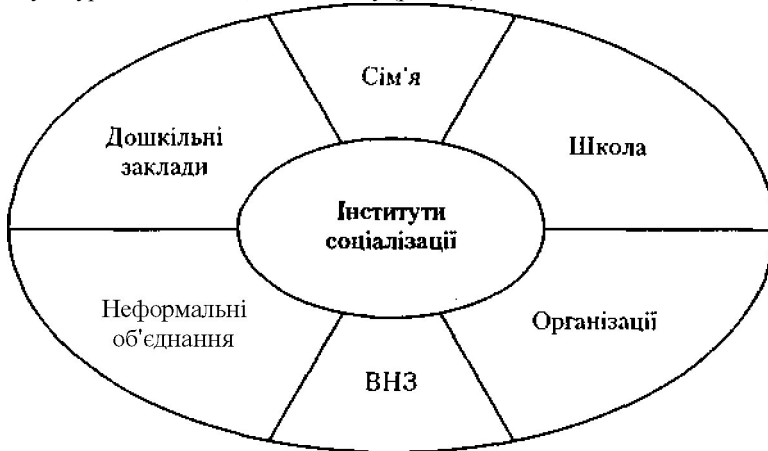 Сім'я
Дошкільні
заклади
Школа
Інститути
соціалізації
Неформальні
об'єднання
Організації
ВНЗ